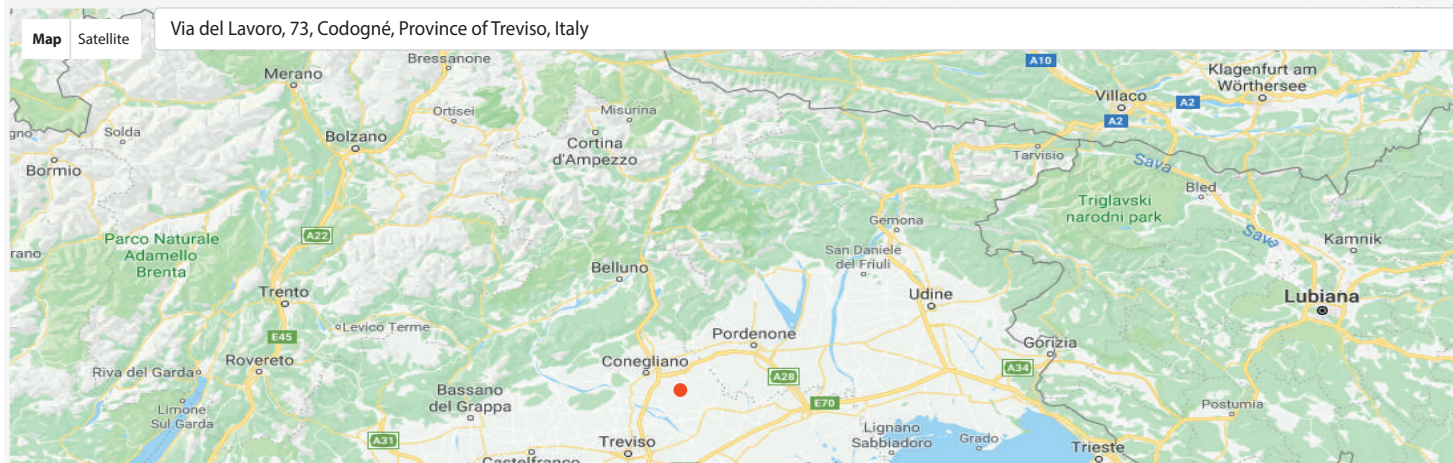 Map
Satellite
Via del Lavoro, 73, Codogné, Province of Treviso, Italy
Bressanone
Merano
A10
Klagenfurt am
Wörthersee
Villaco
A2
A2
Ortisei
Misurina
Solda
Bolzano
Cortina
d'Ampezzo
Tarvisio
Bormio
Sava
Bled
Triglavski
narodni park
Gemona
Sava
Kamnik
A22
Parco Naturale
Adamello
Brenta
rano
San Daniele
del Friuli
Belluno
Trento
Udine
Lubiana
Levico Terme
E45
Pordenone
Górizia
Rovereto
Conegliano
Riva del Garda
A28
A34
Bassano
del Grappa
E70
Postumia
Limone
Sul Garda
Lignano
Sabbiadoro
Grado
A31
Treviso
Trieste
Castelfranco